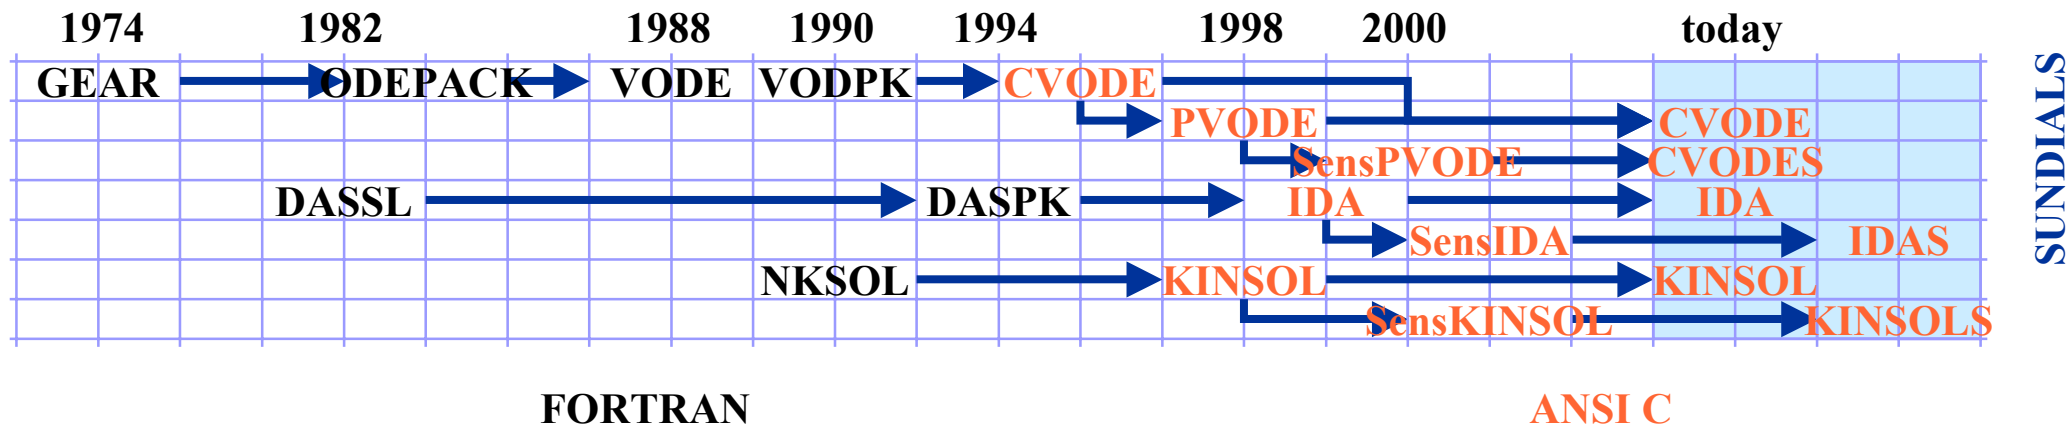 1974 1982 1988 1990 1994 1998 2000 today
GEAR ODEPACK VODE VODPK CVODE
PVODE CVODE
SensPVODE CVODES
DASSL DASPK IDA IDA
SensIDA IDAS
NKSOL KINSOL KINSOL
SensKINSOL KINSOLS
FORTRAN ANSI C
SUNDIALS